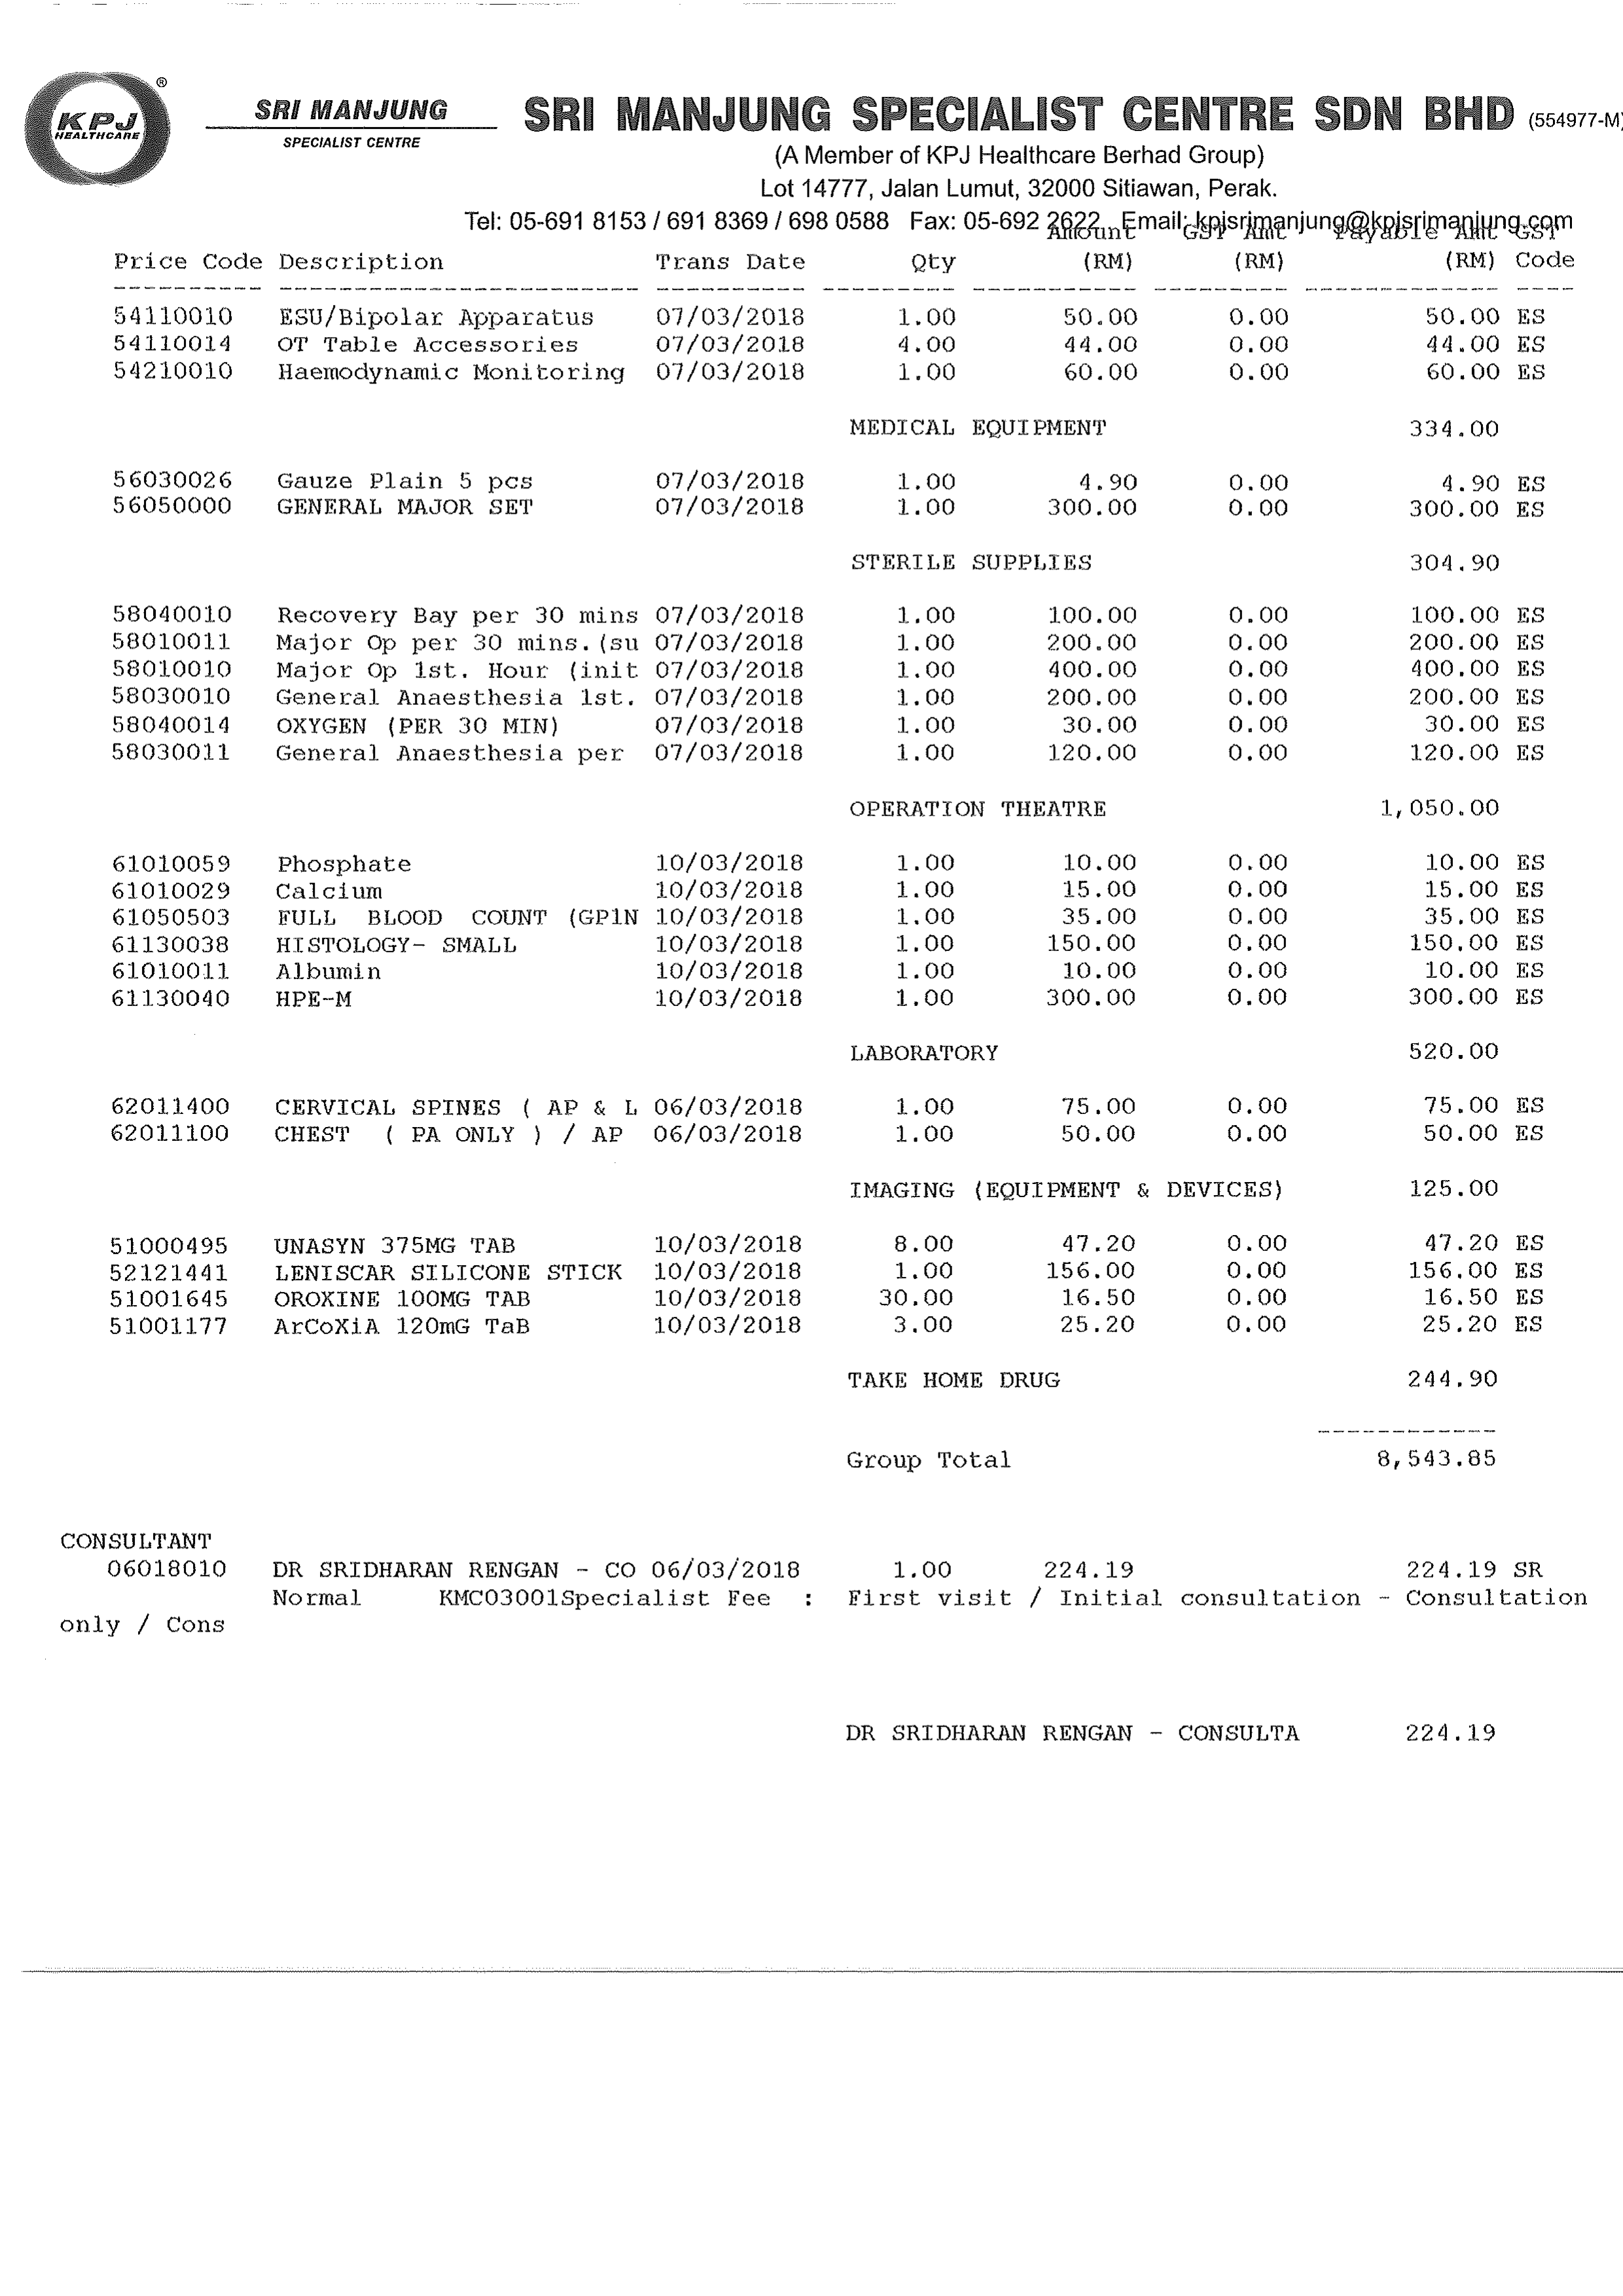 KPJ HEALTHCARE ®
SRI MANJUNG
SPECIALIST CENTRE
SRI MANJUNG SPECIALIST CENTRE SDN BHD (554977-M)
(A Member of KPJ Healthcare Berhad Group)
Lot 14777, Jalan Lumut, 32000 Sitiawan, Perak.
Tel: 05-691 8153 / 691 8369 / 698 0588 Fax: 05-692 2622 Email: kpjsrimanjung@kpjsrimanjung.com
Amount GST Amt Payable Amt GST
Price Code Description Trans Date Qty (RM) (RM) (RM) Code
54110010 ESU/Bipolar Apparatus 07/03/2018 1.00 50.00 0.00 50.00 ES
54110014 OT Table Accessories 07/03/2018 4.00 44.00 0.00 44.00 ES
54210010 Haemodynamic Monitoring 07/03/2018 1.00 60.00 0.00 60.00 ES
MEDICAL EQUIPMENT 334.00
56030026 Gauze Plain 5 pcs 07/03/2018 1.00 4.90 0.00 4.90 ES
56050000 GENERAL MAJOR SET 07/03/2018 1.00 300.00 0.00 300.00 ES
STERILE SUPPLIES 304.90
58040010 Recovery Bay per 30 mins 07/03/2018 1.00 100.00 0.00 100.00 ES
58010011 Major Op per 30 mins.(su 07/03/2018 1.00 200.00 0.00 200.00 ES
58010010 Major Op 1st. Hour (init 07/03/2018 1.00 400.00 0.00 400.00 ES
58030010 General Anaesthesia 1st. 07/03/2018 1.00 200.00 0.00 200.00 ES
58040014 OXYGEN (PER 30 MIN) 07/03/2018 1.00 30.00 0.00 30.00 ES
58030011 General Anaesthesia per 07/03/2018 1.00 120.00 0.00 120.00 ES
OPERATION THEATRE 1,050.00
61010059 Phosphate 10/03/2018 1.00 10.00 0.00 10.00 ES
61010029 Calcium 10/03/2018 1.00 15.00 0.00 15.00 ES
61050503 FULL BLOOD COUNT (GP1N 10/03/2018 1.00 35.00 0.00 35.00 ES
61130038 HISTOLOGY- SMALL 10/03/2018 1.00 150.00 0.00 150.00 ES
61010011 Albumin 10/03/2018 1.00 10.00 0.00 10.00 ES
61130040 HPE-M 10/03/2018 1.00 300.00 0.00 300.00 ES
LABORATORY 520.00
62011400 CERVICAL SPINES ( AP & L 06/03/2018 1.00 75.00 0.00 75.00 ES
62011100 CHEST ( PA ONLY ) / AP 06/03/2018 1.00 50.00 0.00 50.00 ES
IMAGING (EQUIPMENT & DEVICES) 125.00
51000495 UNASYN 375MG TAB 10/03/2018 8.00 47.20 0.00 47.20 ES
52121441 LENISCAR SILICONE STICK 10/03/2018 1.00 156.00 0.00 156.00 ES
51001645 OROXINE 100MG TAB 10/03/2018 30.00 16.50 0.00 16.50 ES
51001177 ArCoXiA 120mG TaB 10/03/2018 3.00 25.20 0.00 25.20 ES
TAKE HOME DRUG 244.90
Group Total 8,543.85
CONSULTANT
06018010 DR SRIDHARAN RENGAN - CO 06/03/2018 1.00 224.19 224.19 SR
Normal KMC03001Specialist Fee : First visit / Initial consultation - Consultation
only / Cons
DR SRIDHARAN RENGAN - CONSULTA 224.19